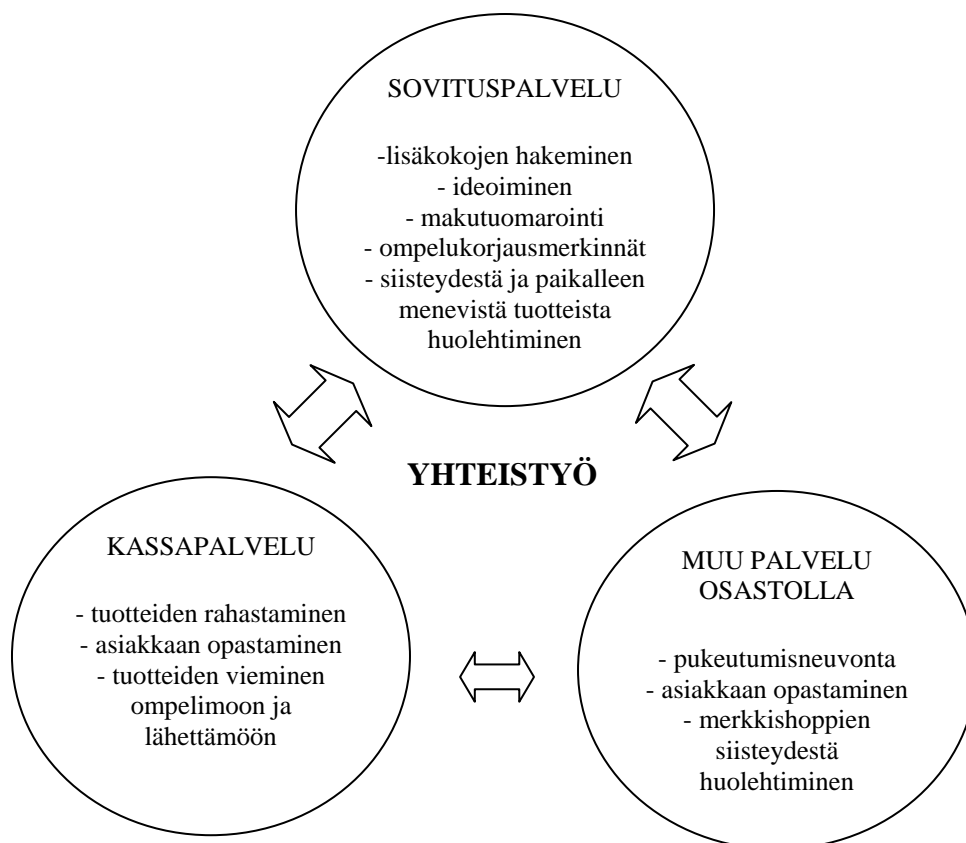 SOVITUSPALVELU
-lisäkokojen hakeminen
- ideoiminen
- makutuomarointi
- ompelukorjausmerkinnät
- siisteydestä ja paikalleen
menevistä tuotteista
huolehtiminen
YHTEISTYÖ
KASSAPALVELU
- tuotteiden rahastaminen
- asiakkaan opastaminen
- tuotteiden vieminen
ompelimoon ja
lähettämöön
MUU PALVELU
OSASTOLLA
- pukeutumisneuvonta
- asiakkaan opastaminen
- merkkishoppien
siisteydestä
huolehtiminen